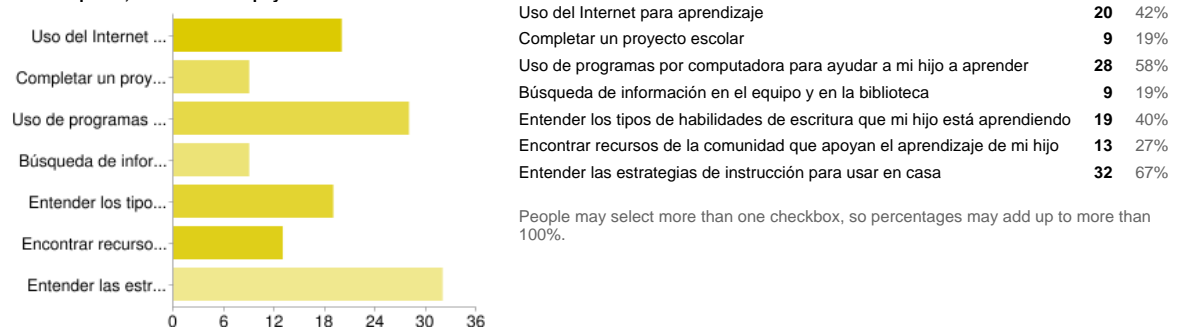 Uso del Internet ...
Completar un proy...
Uso de programas ...
Búsqueda de infor...
Entender los tipo...
Encontrar recurso...
Entender las estr...
0 6 12 18 24 30 36
Uso del Internet para aprendizaje 20 42%
Completar un proyecto escolar 9 19%
Uso de programas por computadora para ayudar a mi hijo a aprender 28 58%
Búsqueda de información en el equipo y en la biblioteca 9 19%
Entender los tipos de habilidades de escritura que mi hijo está aprendiendo 19 40%
Encontrar recursos de la comunidad que apoyan el aprendizaje de mi hijo 13 27%
Entender las estrategias de instrucción para usar en casa 32 67%
People may select more than one checkbox, so percentages may add up to more than
100%.